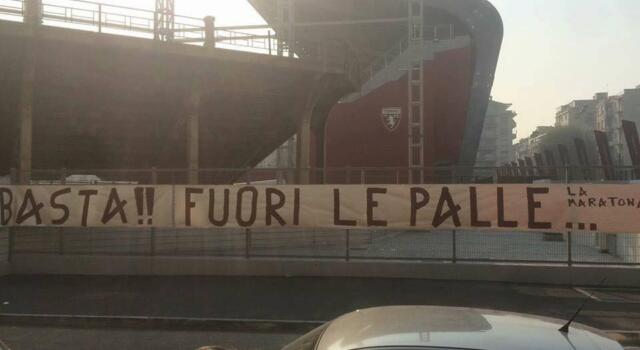 BASTA!! FUORI LE PALLE...
LA
MARATONA